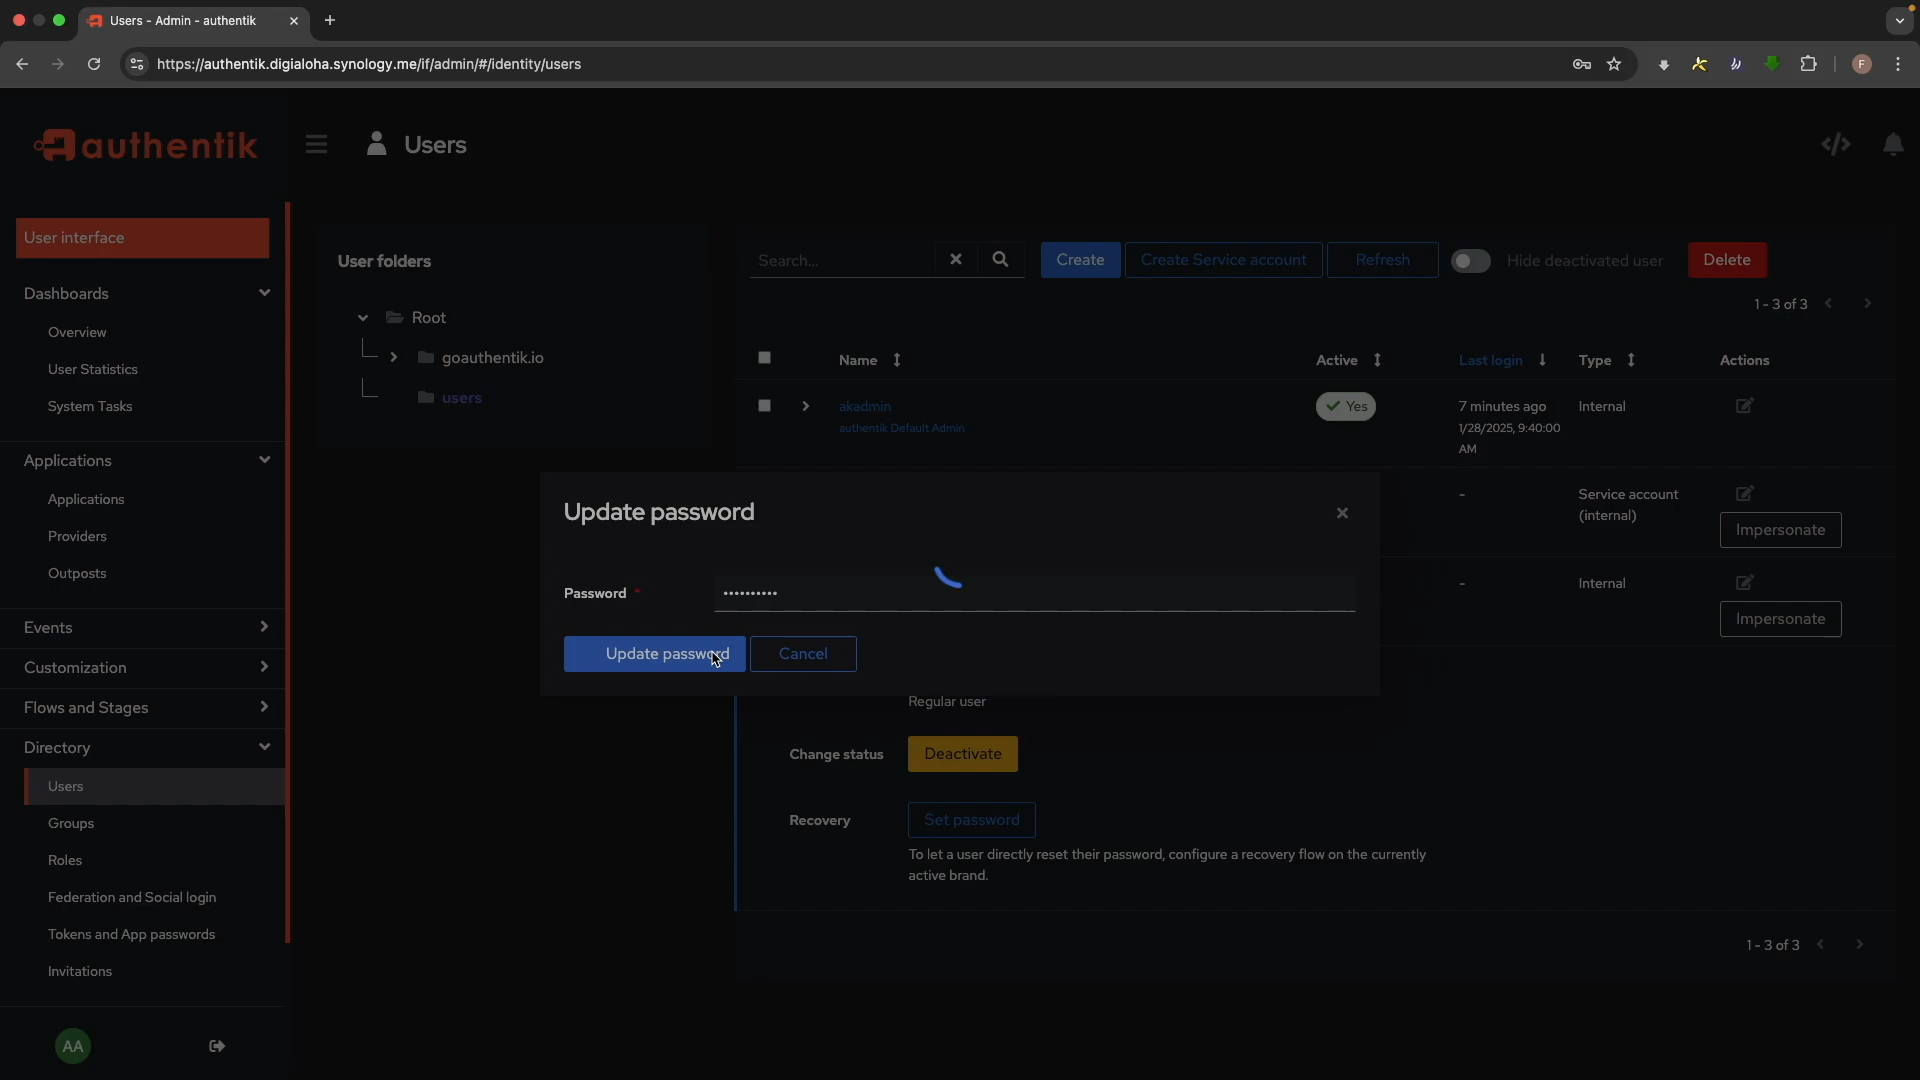 Users - Admin - authentik
https://authentik.digialoha.synology.me/if/admin/#/identity/users
F
authentik
Users
User interface
Dashboards
Overview
User Statistics
System Tasks
Applications
Applications
Providers
Outposts
Events
Customization
Flows and Stages
Directory
Users
Groups
Roles
Federation and Social login
Tokens and App passwords
Invitations
AA
User folders
Root
goauthentik.io
users
Search...
Create
Create Service account
Refresh
Hide deactivated user
Delete
1 - 3 of 3
Name
Active
Last login
Type
Actions
akadmin
authentik Default Admin
Yes
7 minutes ago
1/28/2025, 9:40:00
AM
Internal
-
Service account
(internal)
Impersonate
-
Internal
Impersonate
Update password
Password *
••••••••••
Update password
Cancel
Regular user
Change status
Deactivate
Recovery
Set password
To let a user directly reset their password, configure a recovery flow on the currently
active brand.
1 - 3 of 3